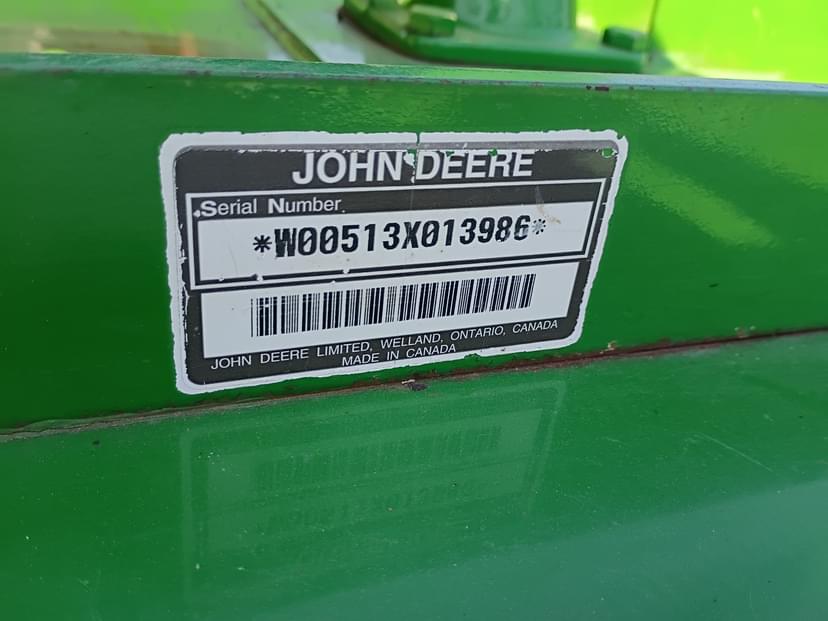 JOHN DEERE
Serial Number
*W00513X013986*
JOHN DEERE LIMITED, WELLAND, ONTARIO, CANADA
MADE IN CANADA